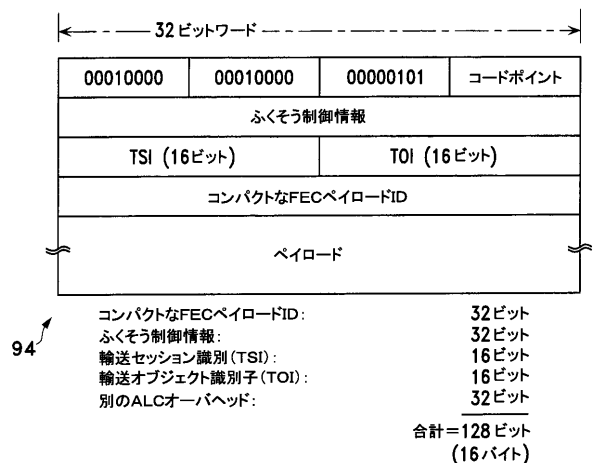 32ビットワード
00010000 00010000 00000101 コードポイント
ふくそう制御情報
TSI (16ビット) TOI (16ビット)
コンパクトなFECペイロードID
ペイロード
94
コンパクトなFECペイロードID: 32ビット
ふくそう制御情報: 32ビット
輸送セッション識別(TSI): 16ビット
輸送オブジェクト識別子(TOI): 16ビット
別のALCオーバヘッド: 32ビット
合計=128ビット
(16バイト)